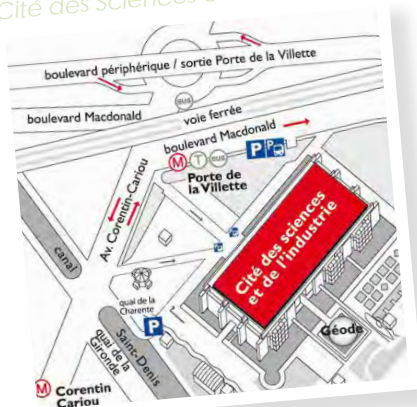 Cité des Sciences
boulevard périphérique / sortie Porte de la Villette
boulevard Macdonald
BUS
voie ferrée
boulevard Macdonald
M T BUS
P P
Porte de
la Villette
Av. Corentin-Cariou
Cité des sciences
et de l'industrie
canal
quai de la
Charente
P
Géode
Saint-Denis
quai de la
Gironde
M Corentin
Cariou